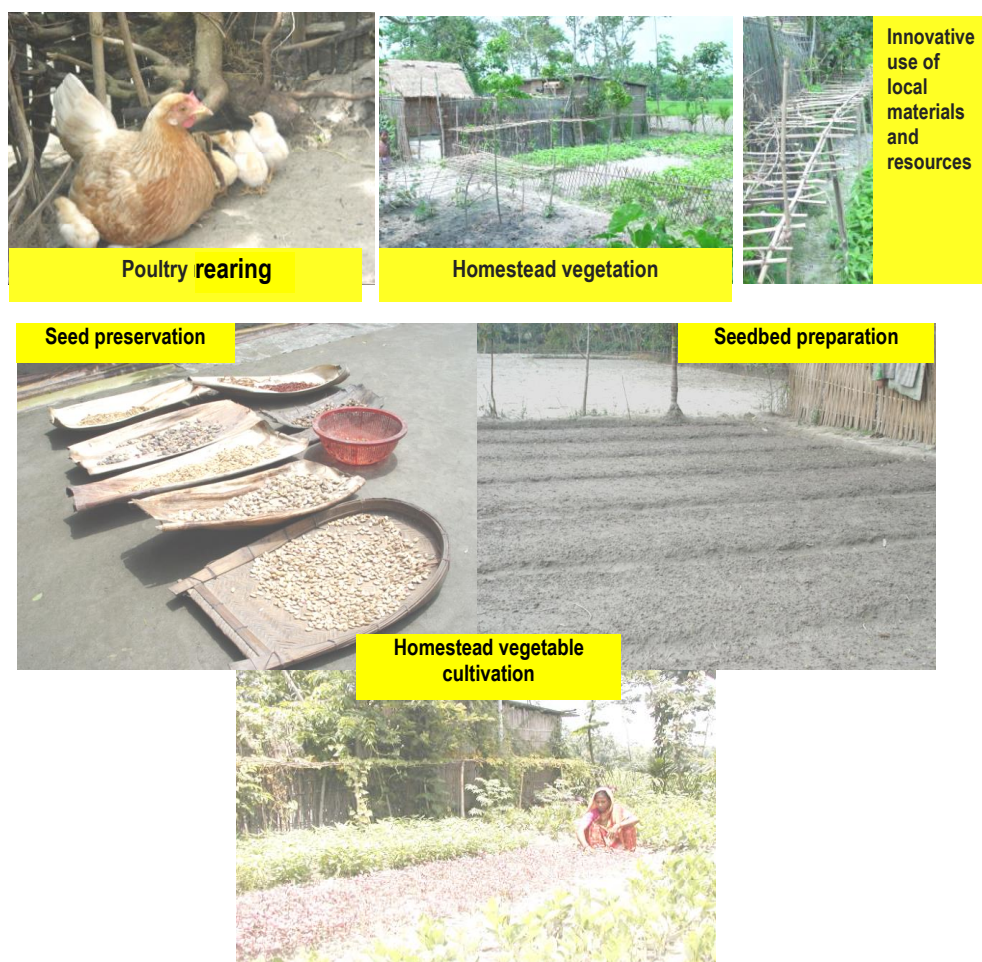 Innovative
use of
local
materials
and
resources
Poultry rearing
Homestead vegetation
Seed preservation
Seedbed preparation
Homestead vegetable
cultivation